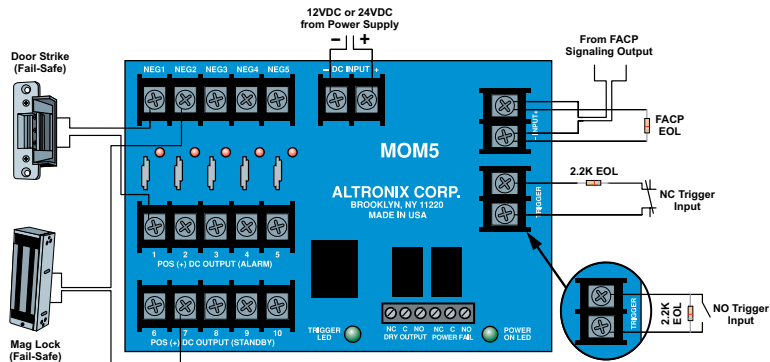 12VDC or 24VDC
from Power Supply
– +
From FACP
Signaling Output
Door Strike
(Fail-Safe)
NEG1 NEG2 NEG3 NEG4 NEG5
– DC INPUT +
– INPUT+
FACP
EOL
MOM5
ALTRONIX CORP.
BROOKLYN, NY 11220
MADE IN USA
TRIGGER
2.2K EOL
NC Trigger
Input
1 2 3 4 5
POS (+) DC OUTPUT (ALARM)
6 7 8 9 10
POS (+) DC OUTPUT (STANDBY)
Mag Lock
(Fail-Safe)
TRIGGER
LED
NC C NO NC C NO
DRY OUTPUT POWER FAIL
POWER
ON LED
TRIGGER
2.2K
EOL
NO Trigger
Input